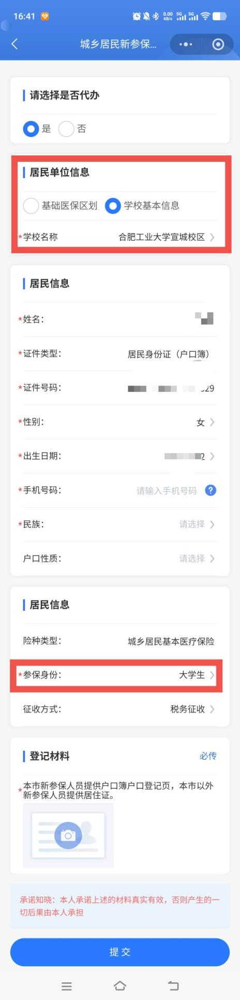 16:41
0.00
KB/s
5G
5G
城乡居民新参保...
请选择是否代办
是 否
居民单位信息
基础医保区划 学校基本信息
*学校名称 合肥工业大学宣城校区
居民信息
*姓名：
*证件类型： 居民身份证（户口簿）
*证件号码： 29
*性别： 女
*出生日期： 2
*手机号码： 请输入手机号码 ?
*民族： 请选择
户口性质： 请选择
居民信息
险种类型： 城乡居民基本医疗保险
*参保身份： 大学生
征收方式： 税务征收
登记材料 必传
*本市新参保人员提供户口簿户口登记页，本市以外
新参保人员提供居住证。
承诺知晓：本人承诺上述的材料真实有效，否则产生的一
切后果由本人承担
提交